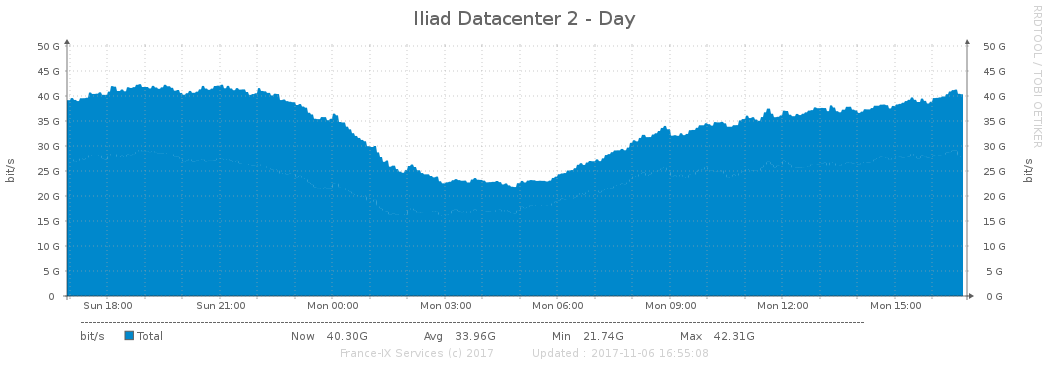 Iliad Datacenter 2 - Day
RRDTOOL / TOBI OETIKER
50 G 50 G
45 G 45 G
40 G 40 G
35 G 35 G
30 G 30 G
25 G 25 G
20 G 20 G
15 G 15 G
10 G 10 G
5 G 5 G
0 0 G
bit/s bit/s
Sun 18:00 Sun 21:00 Mon 00:00 Mon 03:00 Mon 06:00 Mon 09:00 Mon 12:00 Mon 15:00
bit/s Total Now 40.30G Avg 33.96G Min 21.74G Max 42.31G
France-IX Services (c) 2017 Updated : 2017-11-06 16:55:08